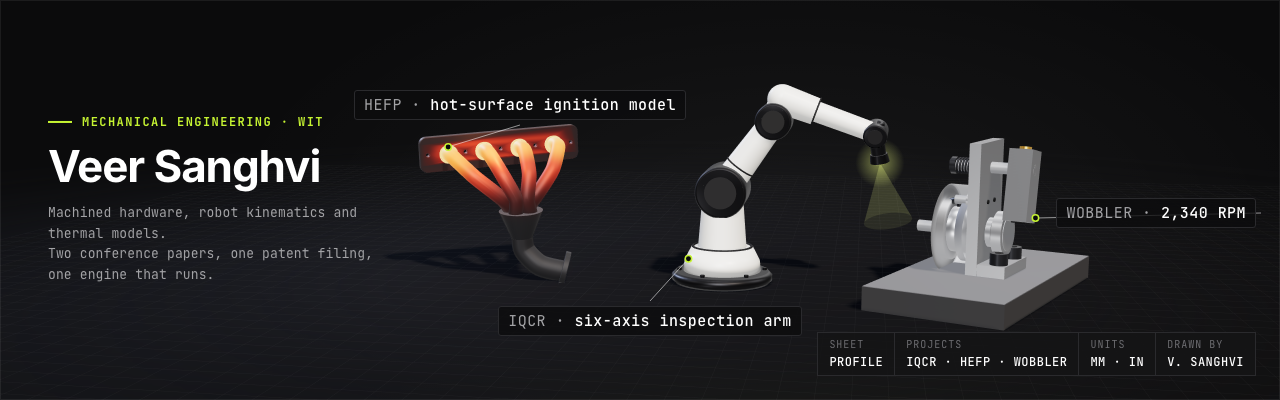 HEFP · hot-surface ignition model
MECHANICAL ENGINEERING · WIT
Veer Sanghvi
Machined hardware, robot kinematics and
thermal models.
Two conference papers, one patent filing,
one engine that runs.
WOBBLER · 2,340 RPM
IQCR · six-axis inspection arm
SHEET
PROFILE
PROJECTS
IQCR · HEFP · WOBBLER
UNITS
MM · IN
DRAWN BY
V. SANGHVI